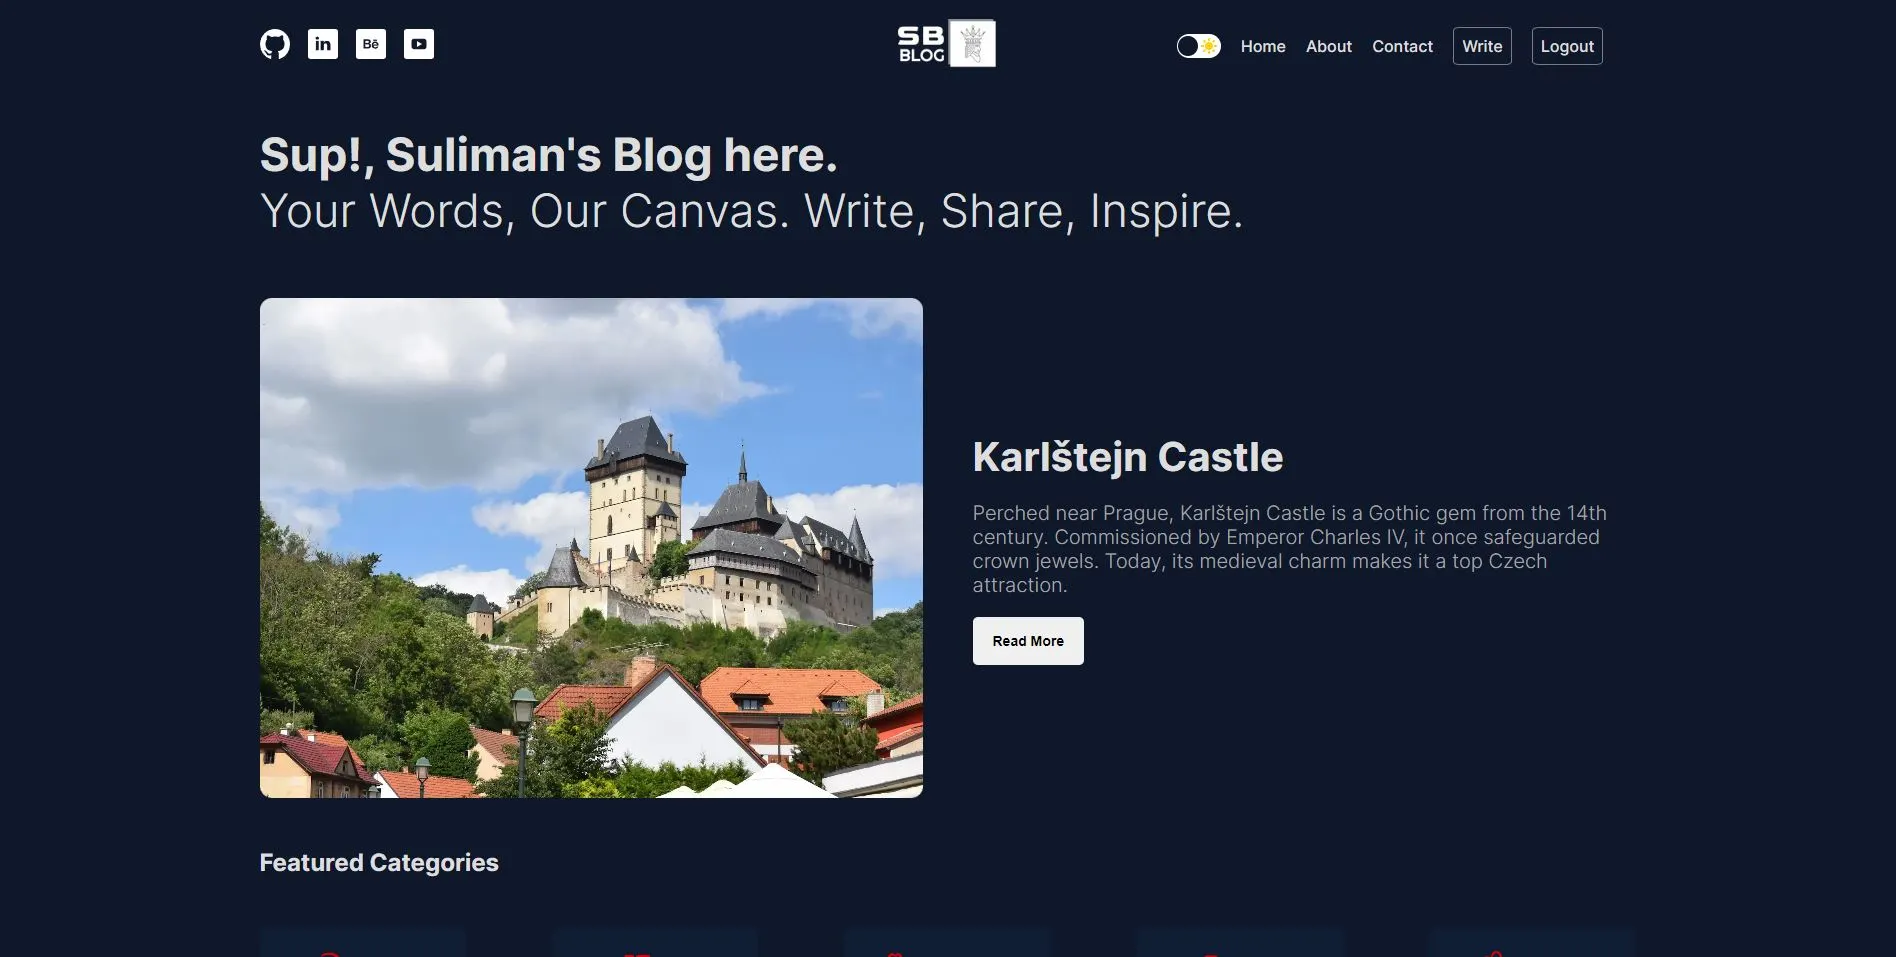 in
Bē
SB
BLOG
Home
About
Contact
Write
Logout
Sup!, Suliman's Blog here.
Your Words, Our Canvas. Write, Share, Inspire.
Karlštejn Castle
Perched near Prague, Karlštejn Castle is a Gothic gem from the 14th
century. Commissioned by Emperor Charles IV, it once safeguarded
crown jewels. Today, its medieval charm makes it a top Czech
attraction.
Read More
Featured Categories